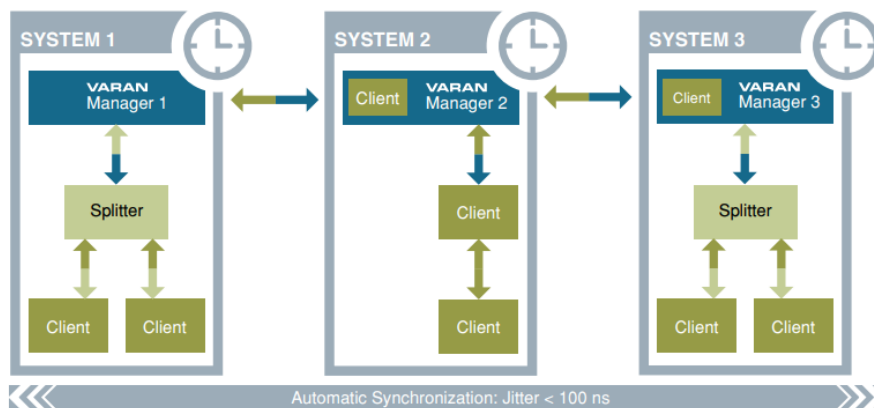 SYSTEM 1
VARAN
Manager 1
Splitter
Client
Client
SYSTEM 2
Client
VARAN
Manager 2
Client
Client
SYSTEM 3
Client
VARAN
Manager 3
Splitter
Client
Client
Automatic Synchronization: Jitter < 100 ns